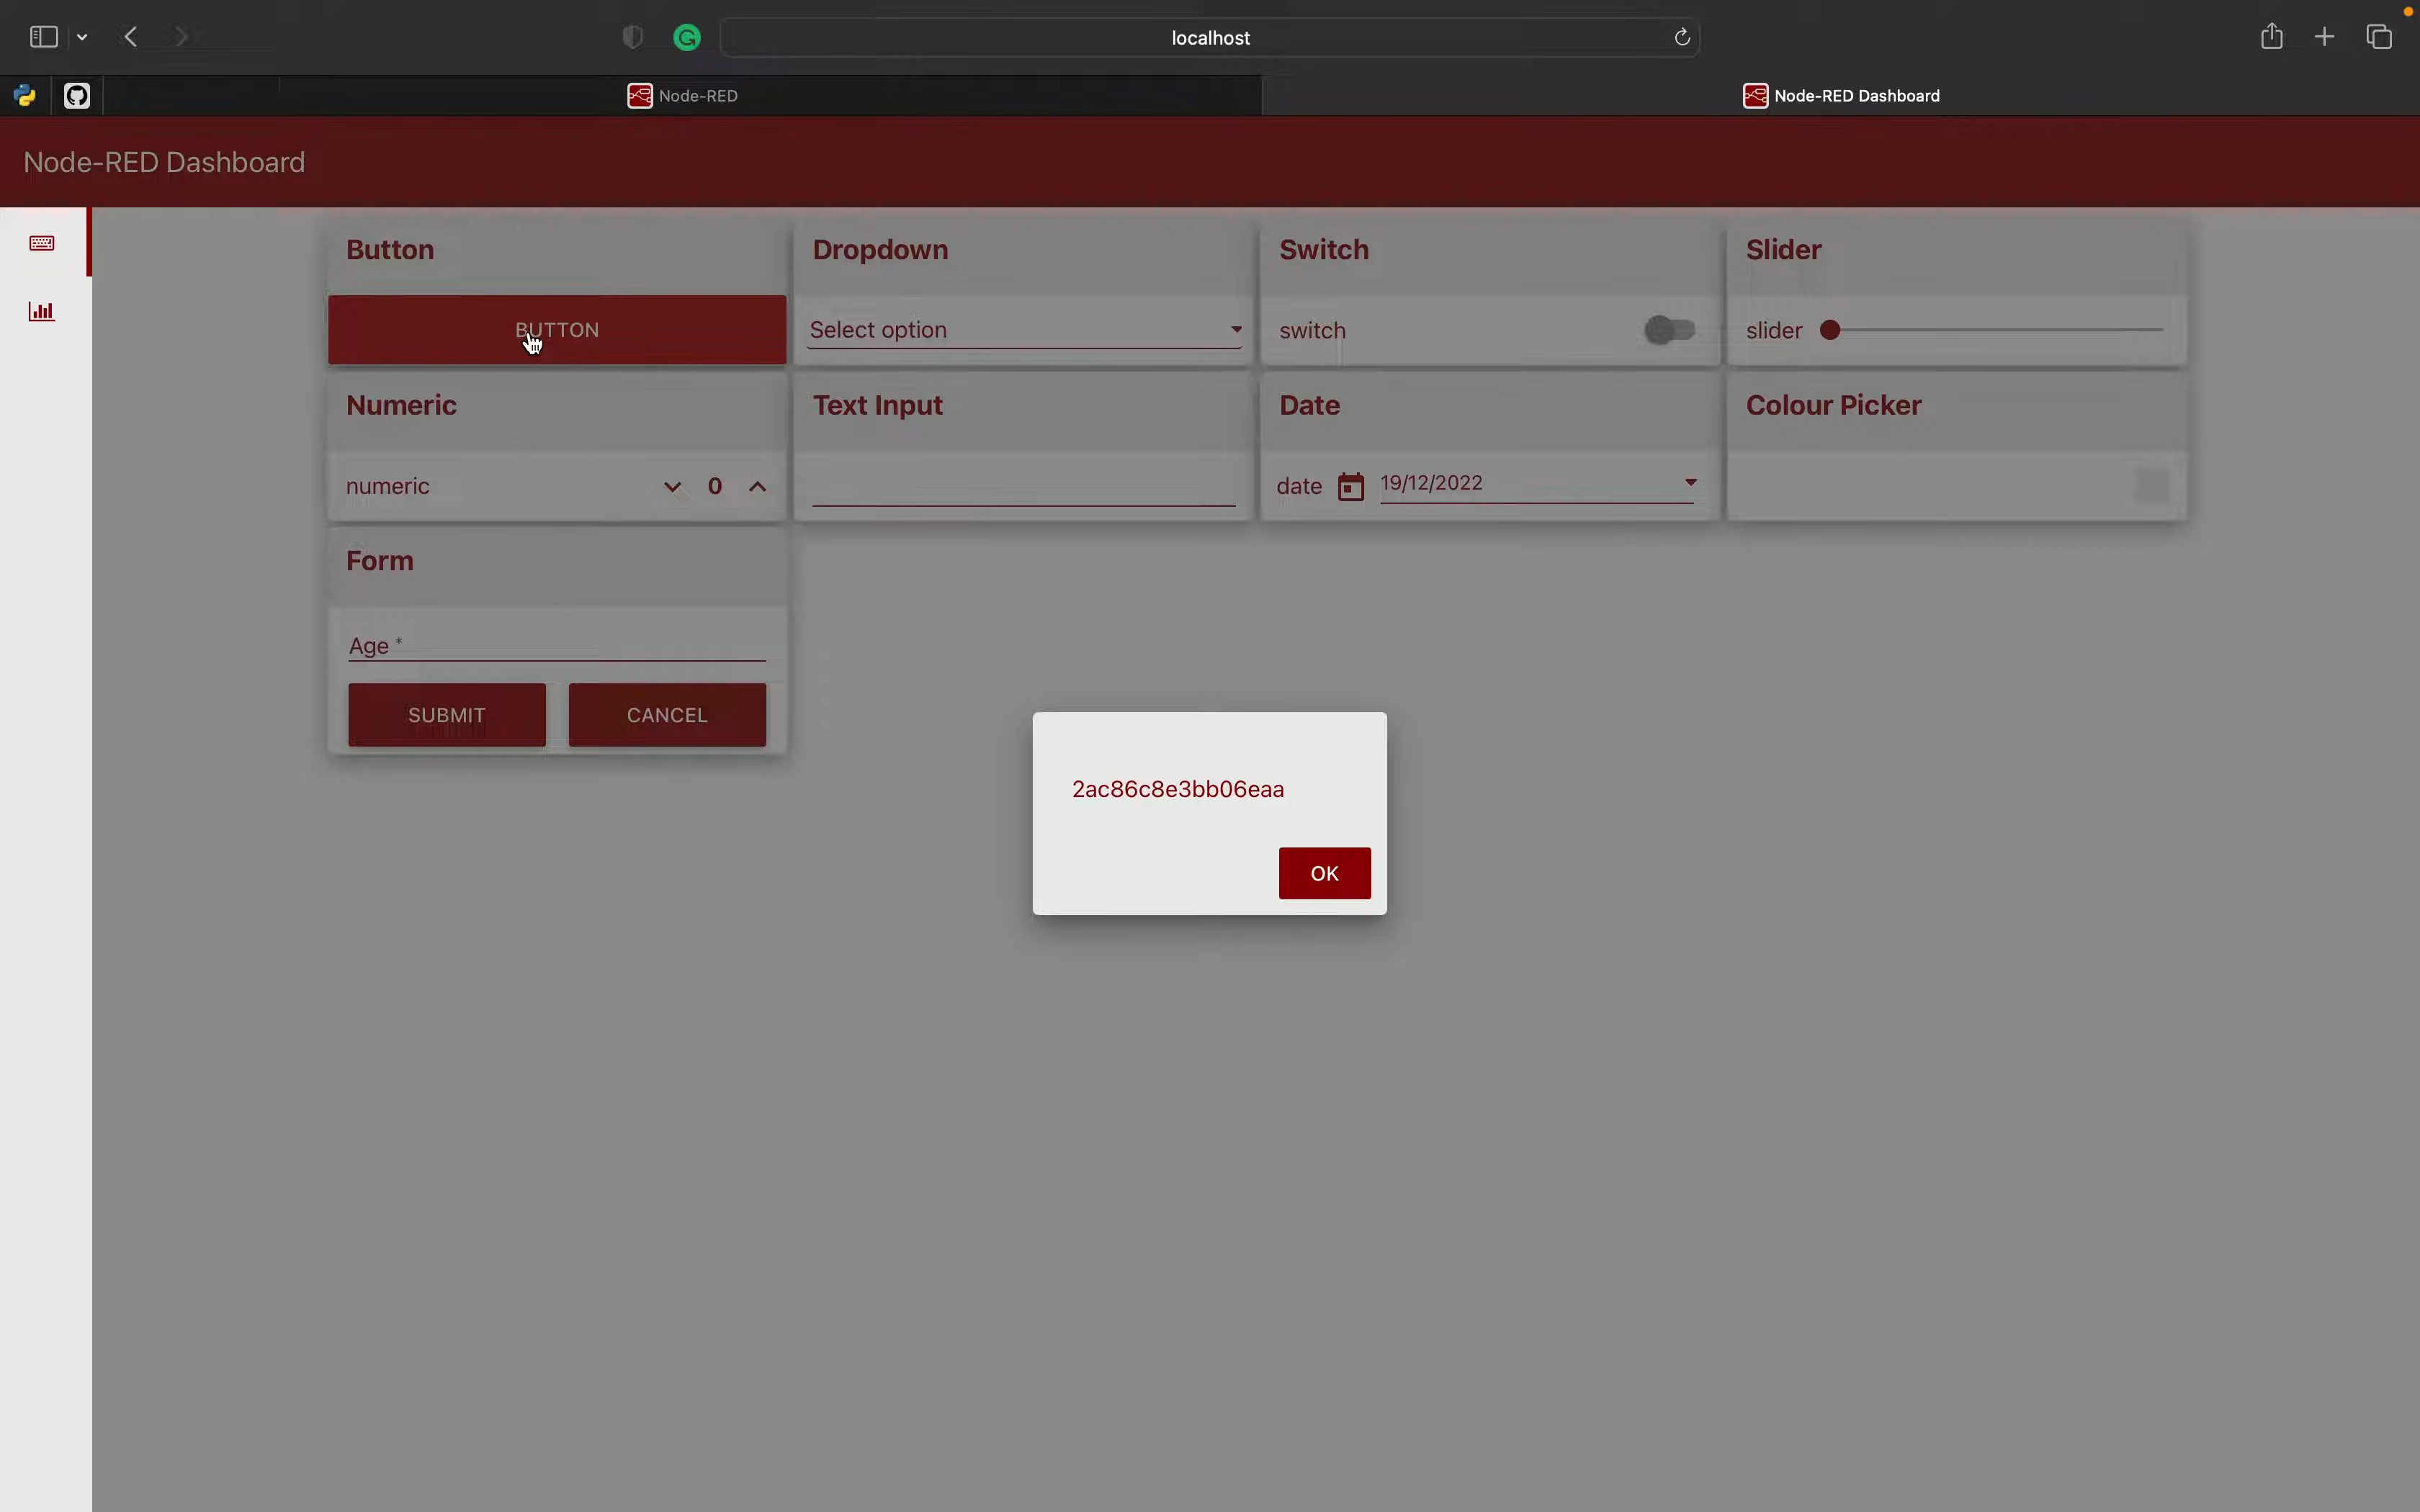 localhost
Node-RED
Node-RED Dashboard
Node-RED Dashboard
Button
Dropdown
Switch
Slider
BUTTON
Select option
switch
slider
Numeric
Text Input
Date
Colour Picker
numeric
0
date
19/12/2022
Form
Age *
SUBMIT
CANCEL
2ac86c8e3bb06eaa
OK